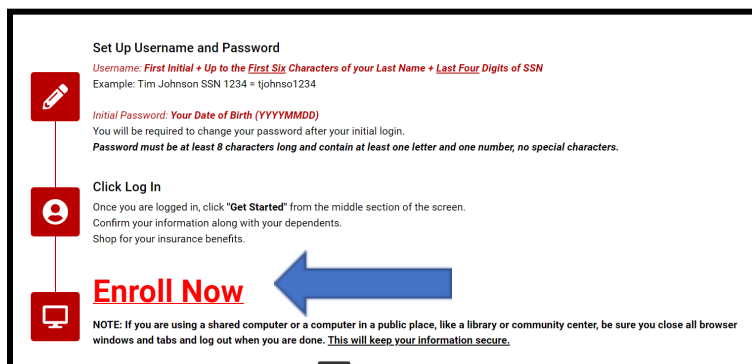 Set Up Username and Password
Username: First Initial + Up to the First Six Characters of your Last Name + Last Four Digits of SSN
Example: Tim Johnson SSN 1234 = tjohnso1234
Initial Password: Your Date of Birth (YYYYMMDD)
You will be required to change your password after your initial login.
Password must be at least 8 characters long and contain at least one letter and one number, no special characters.
Click Log In
Once you are logged in, click "Get Started" from the middle section of the screen.
Confirm your information along with your dependents.
Shop for your insurance benefits.
Enroll Now
NOTE: If you are using a shared computer or a computer in a public place, like a library or community center, be sure you close all browser
windows and tabs and log out when you are done. This will keep your information secure.